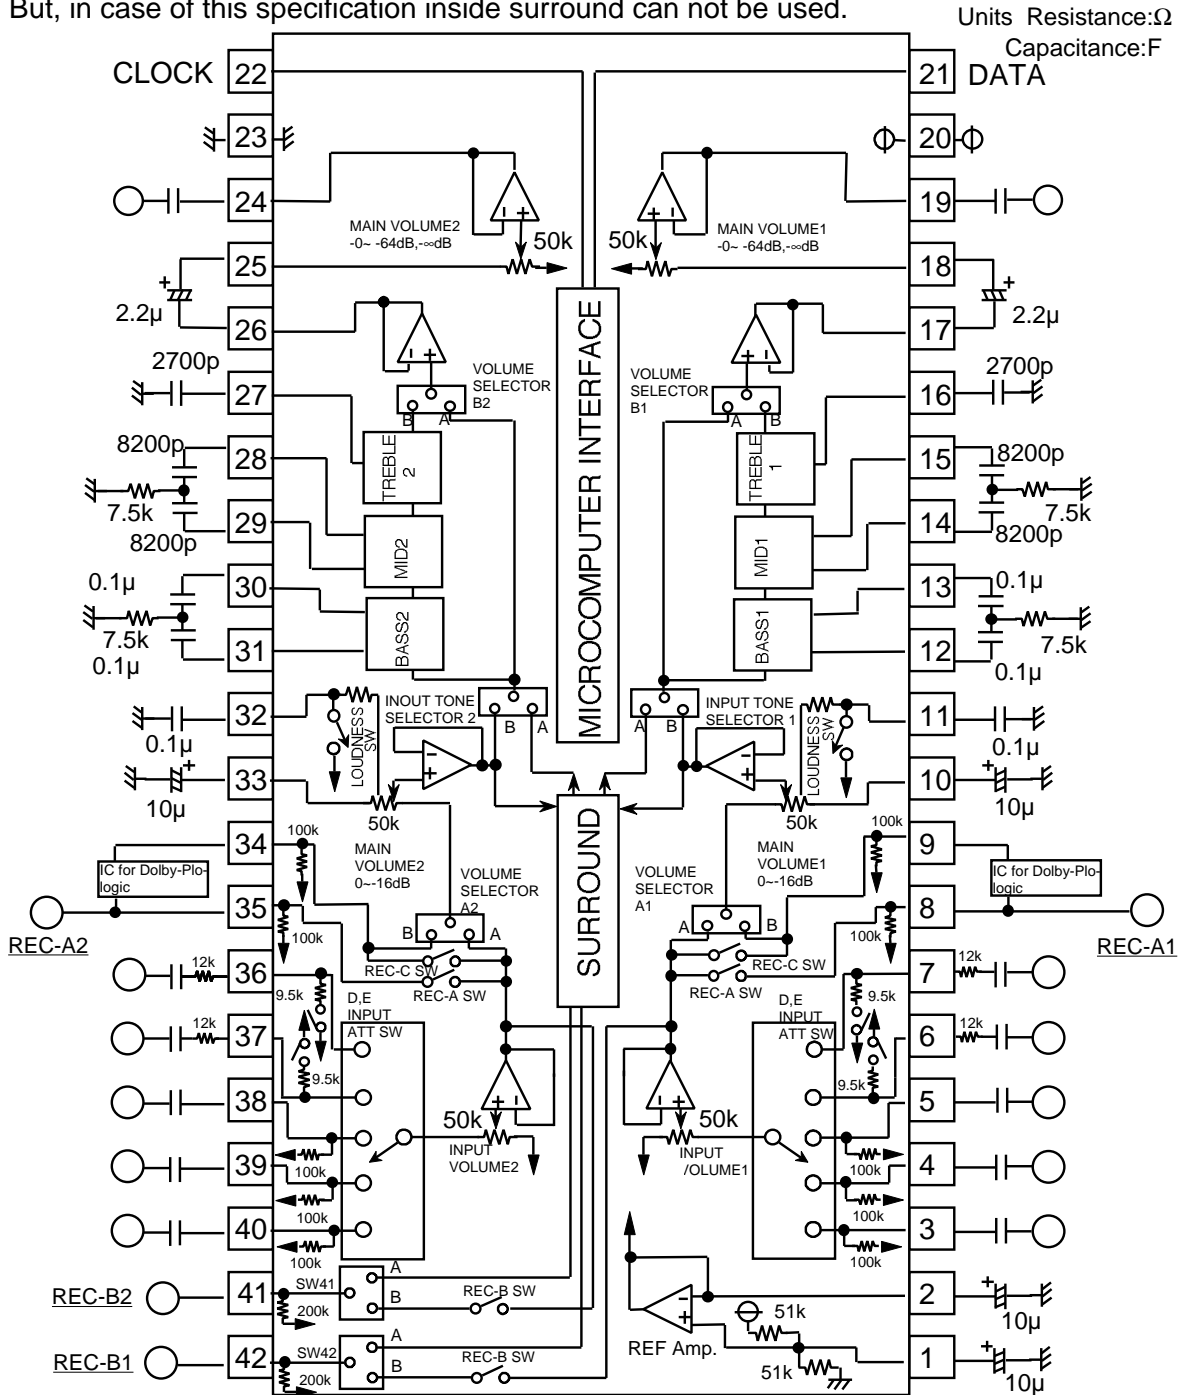 But, in case of this specification inside surround can not be used.
Units Resistance:Ω
Capacitance:F
CLOCK 22
21 DATA
23
20
24
19
MAIN VOLUME2
-0~ -64dB,-∞dB
50k
50k
MAIN VOLUME1
-0~ -64dB,-∞dB
25
18
+
2.2µ
+
2.2µ
26
17
2700p
27
VOLUME
SELECTOR
B2
B
A
VOLUME
SELECTOR
B1
A
B
2700p
16
MICROCOMPUTER INTERFACE
8200p
28
TREBLE
2
TREBLE
1
15
8200p
7.5k
7.5k
29
8200p
MID2
MID1
14
8200p
0.1µ
30
13
0.1µ
7.5k
BASS2
BASS1
7.5k
31
0.1µ
12
0.1µ
32
0.1µ
LOUDNESS
SW
INOUT TONE
SELECTOR 2
B
A
INPUT TONE
SELECTOR 1
A
B
LOUDNESS
SW
11
0.1µ
33
+
10µ
-
+
50k
-
+
50k
10
+
10µ
SURROUND
34
100k
MAIN
VOLUME2
0~-16dB
MAIN
VOLUME1
0~-16dB
100k
9
IC for Dolby-Plo-
logic
IC for Dolby-Plo-
logic
VOLUME
SELECTOR
A2
B
A
VOLUME
SELECTOR
A1
A
B
35
100k
REC-A2
8
100k
REC-A1
REC-C SW
REC-A SW
REC-C SW
REC-A SW
36
12k
9.5k
7
12k
9.5k
D,E
INPUT
ATT SW
D,E
INPUT
ATT SW
37
12k
9.5k
6
12k
9.5k
38
100k
5
100k
50k
INPUT
VOLUME2
50k
INPUT
/OLUME1
39
100k
4
100k
40
100k
3
100k
REC-B2
41
SW41
200k
A
B
REC-B SW
2
+
10µ
-
+
REF Amp.
51k
51k
REC-B1
42
SW42
200k
A
B
REC-B SW
1
+
10µ